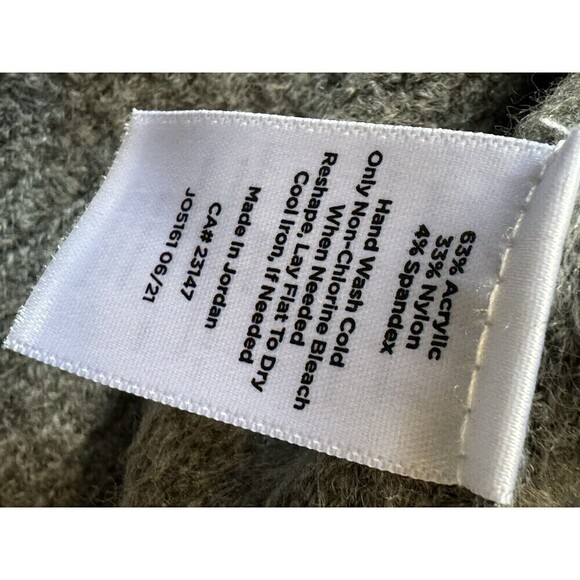 63% Acrylic
33% Nylon
4% Spandex
Hand Wash Cold
Only Non-Chlorine Bleach
When Needed
Reshape, Lay Flat To Dry
Cool Iron, If Needed
Made In Jordan
CA# 23147
JO5161 06/21